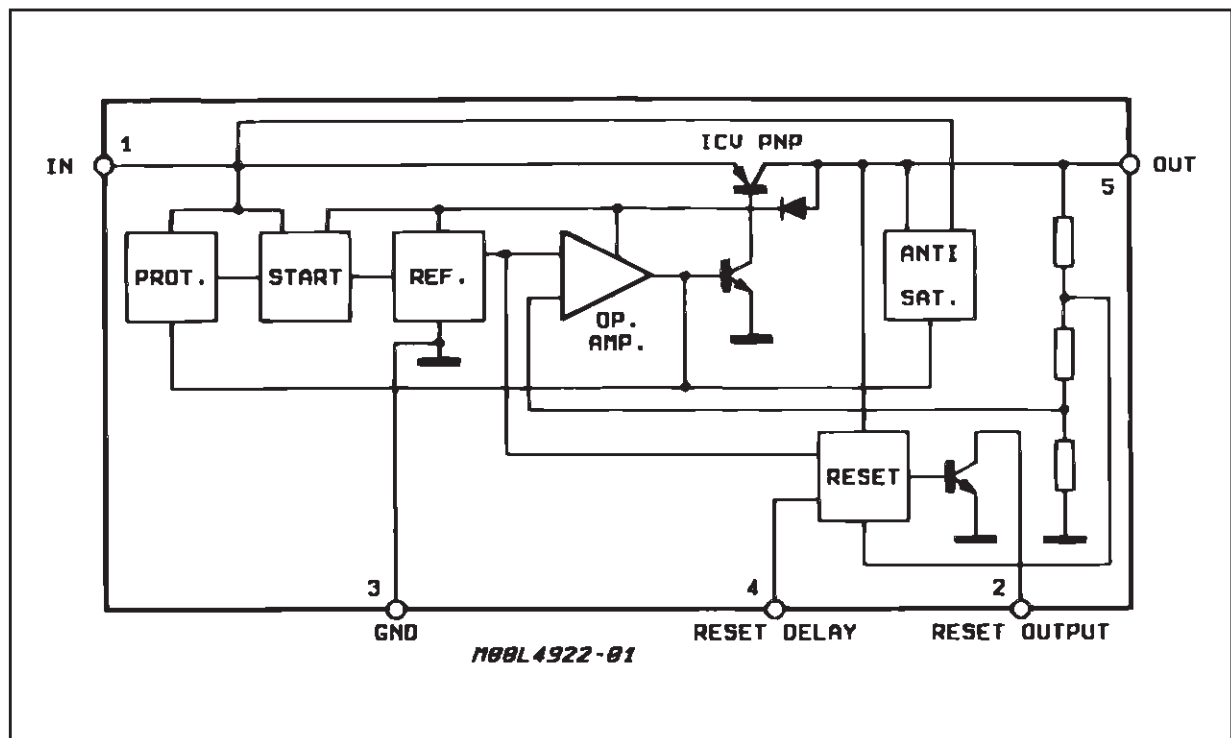 1
ICV PNP
IN
OUT
5
PROT.
START
REF.
OP.
AMP.
ANTI
SAT.
RESET
3
4
2
GND
RESET DELAY
RESET OUTPUT
M88L4922-01